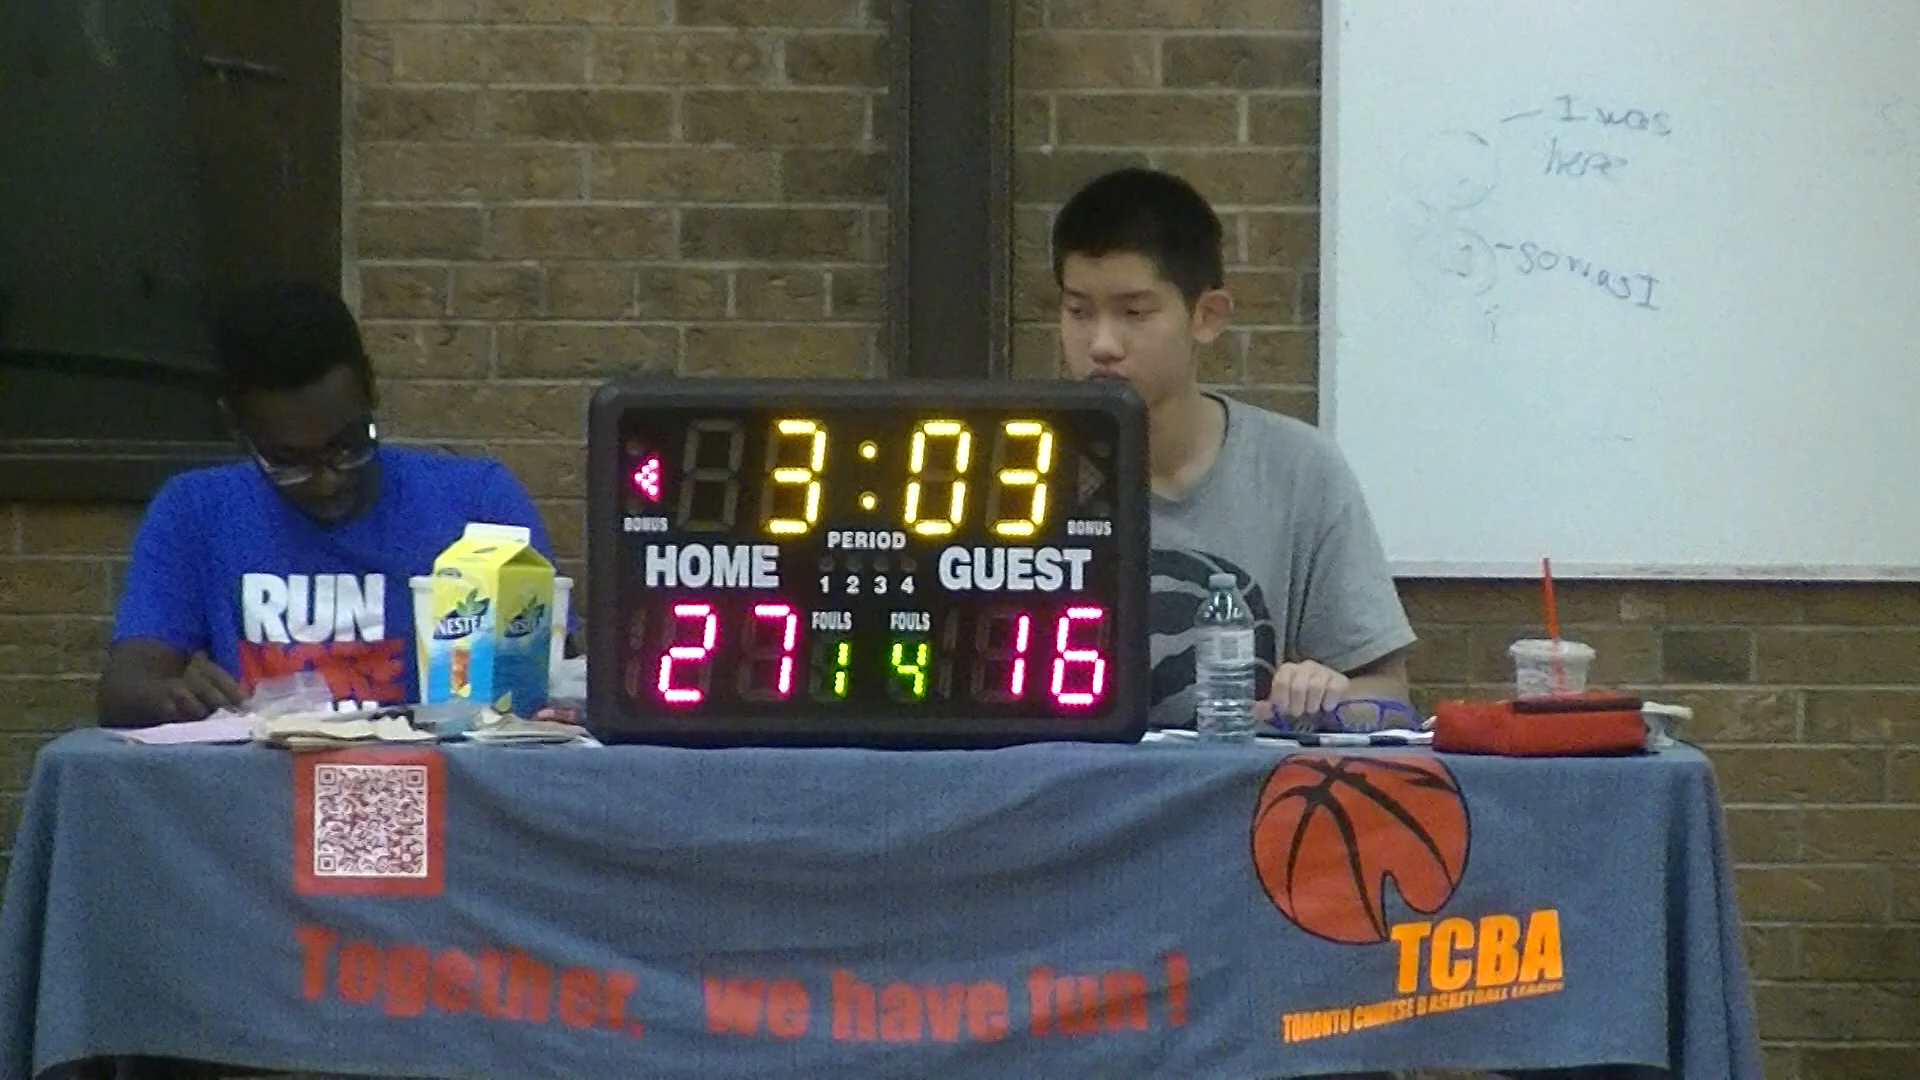 I was
here
-so was I
3:03
BONUS
BONUS
PERIOD
HOME
GUEST
1 2 3 4
FOULS
FOULS
27
1
4
16
RUN
MORE
NESTEA
Together, we have fun!
TCBA
TORONTO CHINESE BASKETBALL LEAGUE